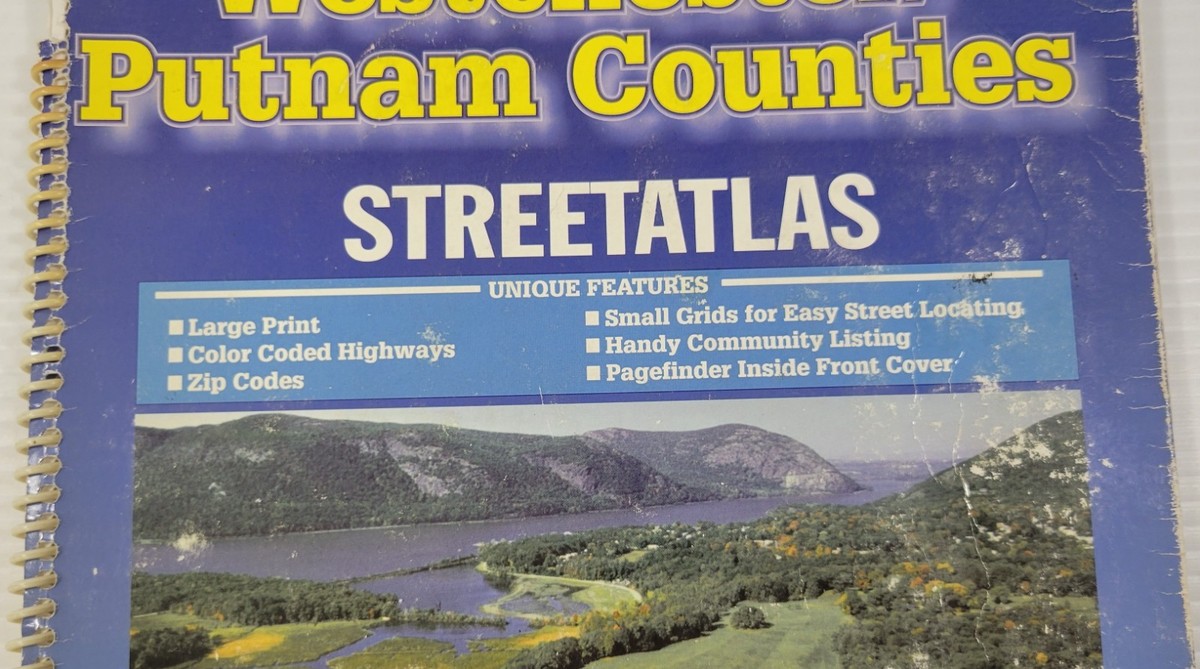 Westchester
Putnam Counties
STREETATLAS
UNIQUE FEATURES
■ Large Print
■ Color Coded Highways
■ Zip Codes
■ Small Grids for Easy Street Locating
■ Handy Community Listing
■ Pagefinder Inside Front Cover